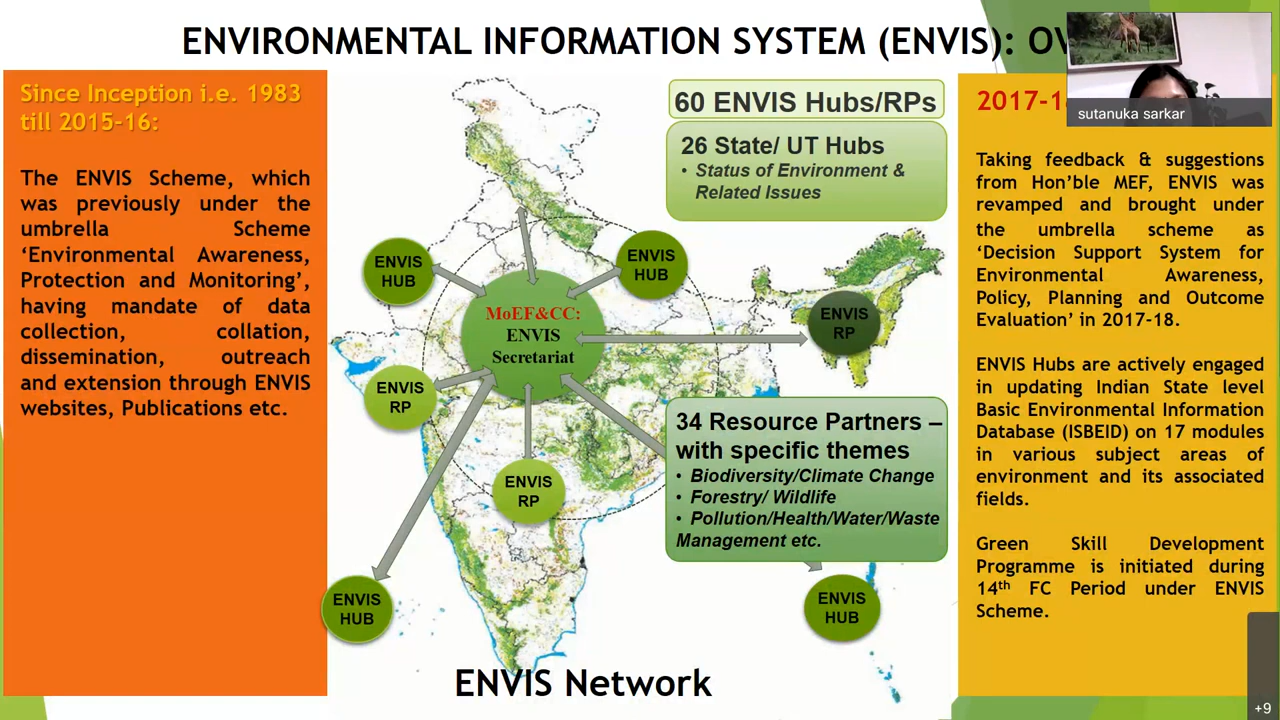 ENVIRONMENTAL INFORMATION SYSTEM (ENVIS): OV
Since Inception i.e. 1983
till 2015-16:
The ENVIS Scheme, which
was previously under the
umbrella Scheme
‘Environmental Awareness,
Protection and Monitoring’,
having mandate of data
collection, collation,
dissemination, outreach
and extension through ENVIS
websites, Publications etc.
60 ENVIS Hubs/RPs
26 State/ UT Hubs
• Status of Environment &
Related Issues
ENVIS
HUB
ENVIS
HUB
MoEF&CC:
ENVIS
Secretariat
ENVIS
RP
ENVIS
RP
ENVIS
RP
34 Resource Partners –
with specific themes
• Biodiversity/Climate Change
• Forestry/ Wildlife
• Pollution/Health/Water/Waste
Management etc.
ENVIS
HUB
ENVIS
HUB
ENVIS Network
2017-1
sutanuka sarkar
Taking feedback & suggestions
from Hon’ble MEF, ENVIS was
revamped and brought under
the umbrella scheme as
‘Decision Support System for
Environmental Awareness,
Policy, Planning and Outcome
Evaluation’ in 2017-18.
ENVIS Hubs are actively engaged
in updating Indian State level
Basic Environmental Information
Database (ISBEID) on 17 modules
in various subject areas of
environment and its associated
fields.
Green Skill Development
Programme is initiated during
14th FC Period under ENVIS
Scheme.
+9